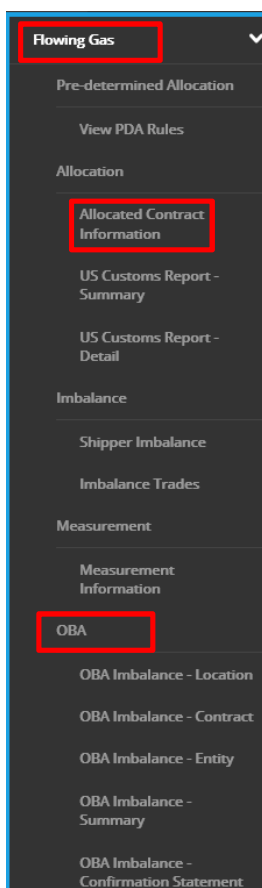 Flowing Gas
Pre-determined Allocation
View PDA Rules
Allocation
Allocated Contract
Information
US Customs Report -
Summary
US Customs Report -
Detail
Imbalance
Shipper Imbalance
Imbalance Trades
Measurement
Measurement
Information
OBA
OBA Imbalance - Location
OBA Imbalance - Contract
OBA Imbalance - Entity
OBA Imbalance -
Summary
OBA Imbalance -
Confirmation Statement